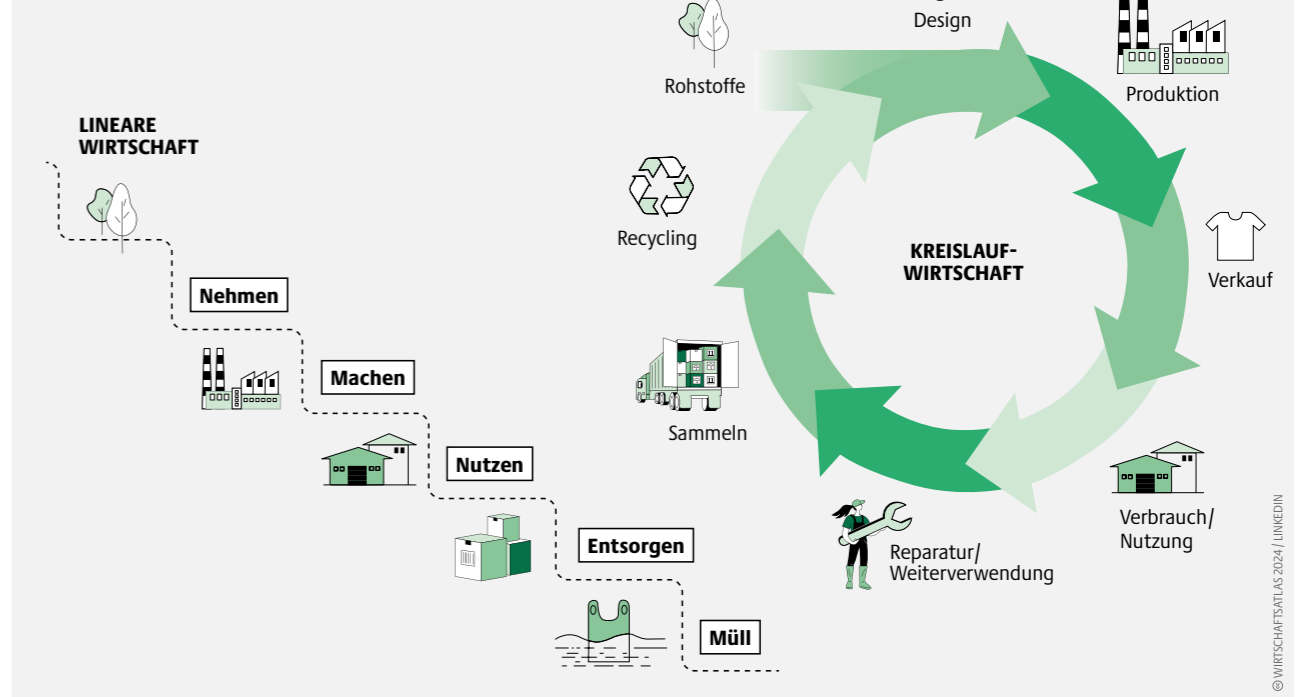 Design
Rohstoffe
Produktion
LINEARE
WIRTSCHAFT
Recycling
KREISLAUF-
WIRTSCHAFT
Verkauf
Nehmen
Machen
Sammeln
Nutzen
Verbrauch/
Nutzung
Entsorgen
Reparatur/
Weiterverwendung
Müll
WIRTSCHAFTSATLAS 2024 / LINKEDIN